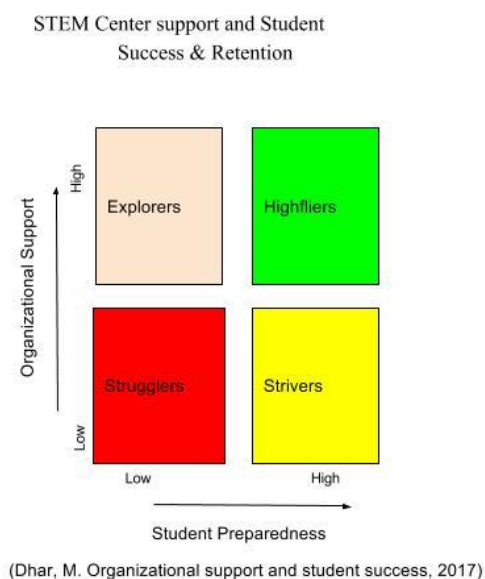 STEM Center support and Student
Success & Retention
High
Organizational Support
Low
Explorers
Highfliers
Strugglers
Strivers
Low
High
Student Preparedness
(Dhar, M. Organizational support and student success, 2017)